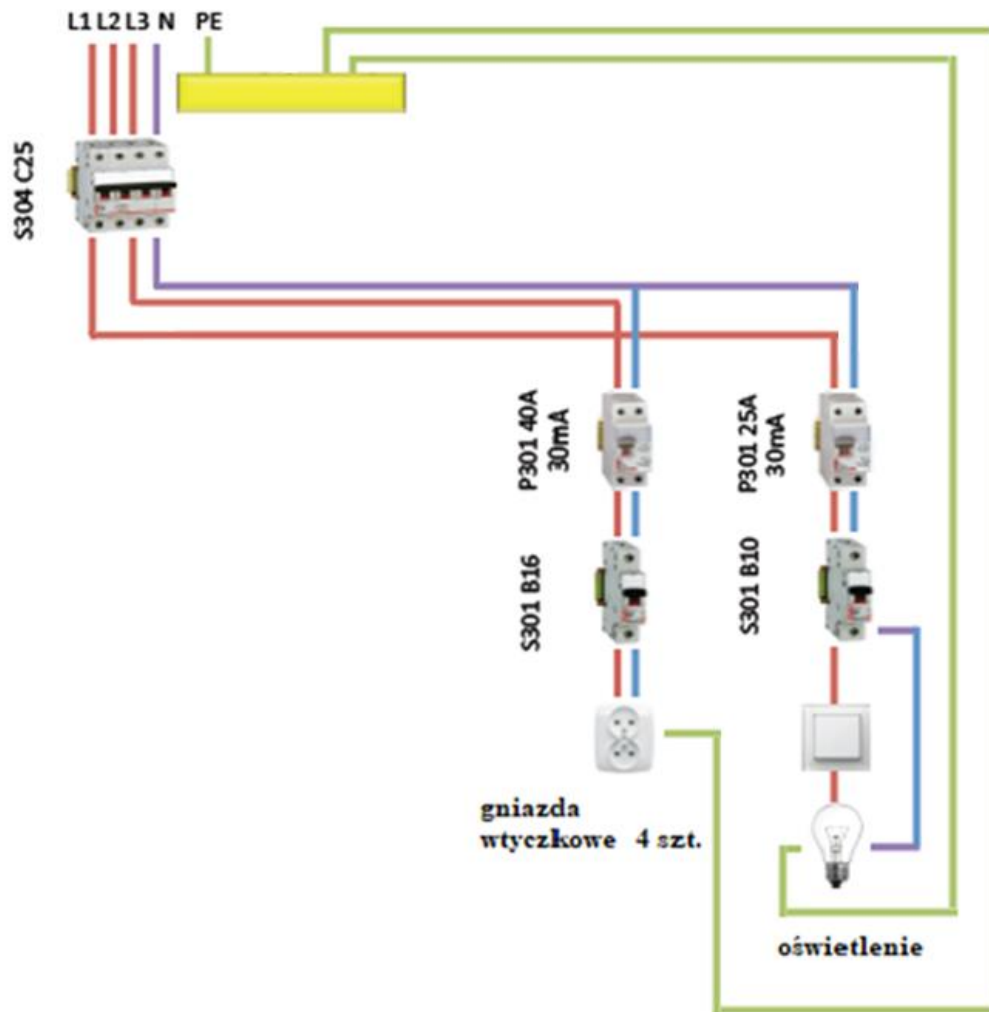 L1 L2 L3 N PE
S304 C25
P301 40A
30mA
P301 25A
30mA
S301 B16
S301 B10
gniazda
wtyczkowe 4 szt.
oświetlenie